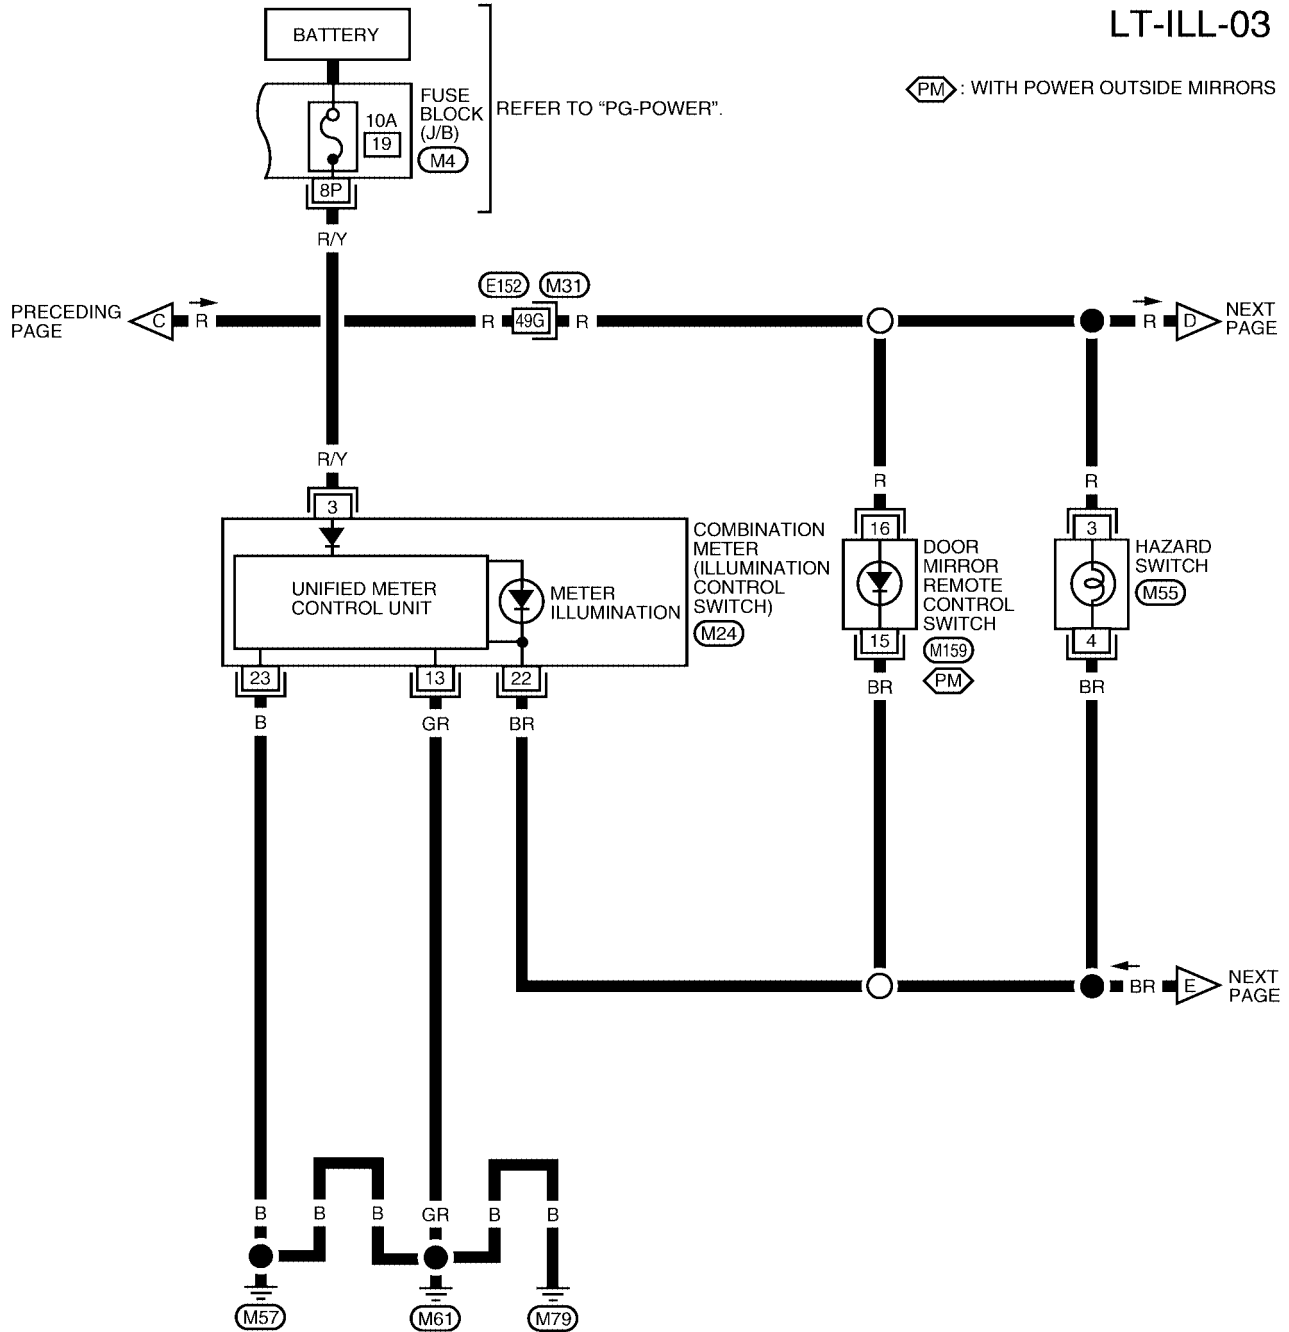 LT-ILL-03
BATTERY
PM : WITH POWER OUTSIDE MIRRORS
FUSE
BLOCK
(J/B)
M4
10A
19
REFER TO “PG-POWER”.
8P
R/Y
PRECEDING
PAGE
C
R
E152
M31
R
49G
R
R
D
NEXT
PAGE
R/Y
R
R
3
16
3
COMBINATION
METER
(ILLUMINATION
CONTROL
SWITCH)
M24
UNIFIED METER
CONTROL UNIT
METER
ILLUMINATION
DOOR
MIRROR
REMOTE
CONTROL
SWITCH
M159
PM
HAZARD
SWITCH
M55
23
13
22
15
4
B
GR
BR
BR
BR
BR
E
NEXT
PAGE
B
B
B
GR
B
B
M57
M61
M79